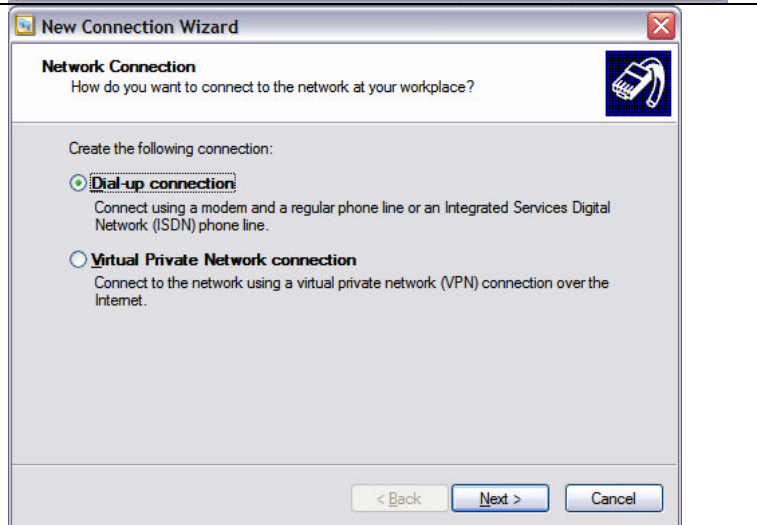 New Connection Wizard
Network Connection
How do you want to connect to the network at your workplace?
Create the following connection:
Dial-up connection
Connect using a modem and a regular phone line or an Integrated Services Digital
Network (ISDN) phone line.
Virtual Private Network connection
Connect to the network using a virtual private network (VPN) connection over the
Internet.
< Back Next > Cancel